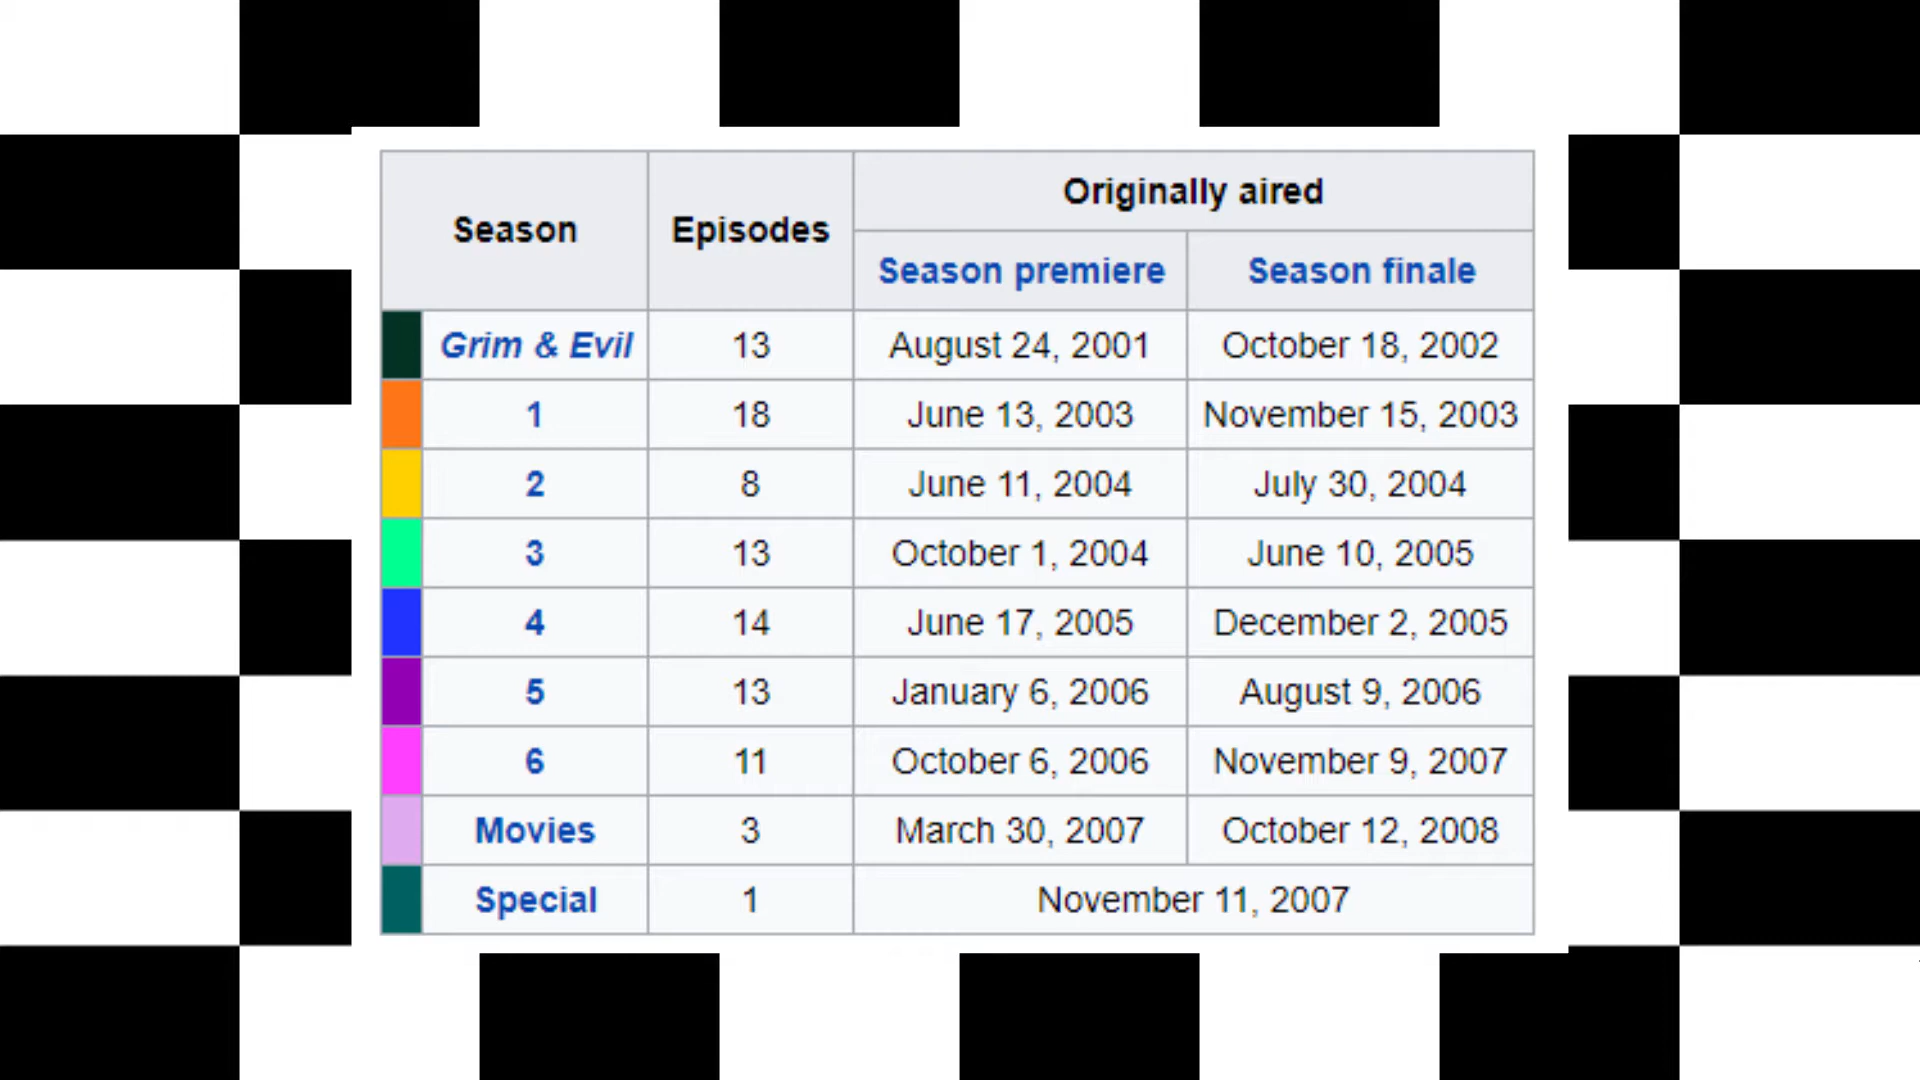 Season Episodes Originally aired
Season premiere Season finale
Grim & Evil 13 August 24, 2001 October 18, 2002
1 18 June 13, 2003 November 15, 2003
2 8 June 11, 2004 July 30, 2004
3 13 October 1, 2004 June 10, 2005
4 14 June 17, 2005 December 2, 2005
5 13 January 6, 2006 August 9, 2006
6 11 October 6, 2006 November 9, 2007
Movies 3 March 30, 2007 October 12, 2008
Special 1 November 11, 2007